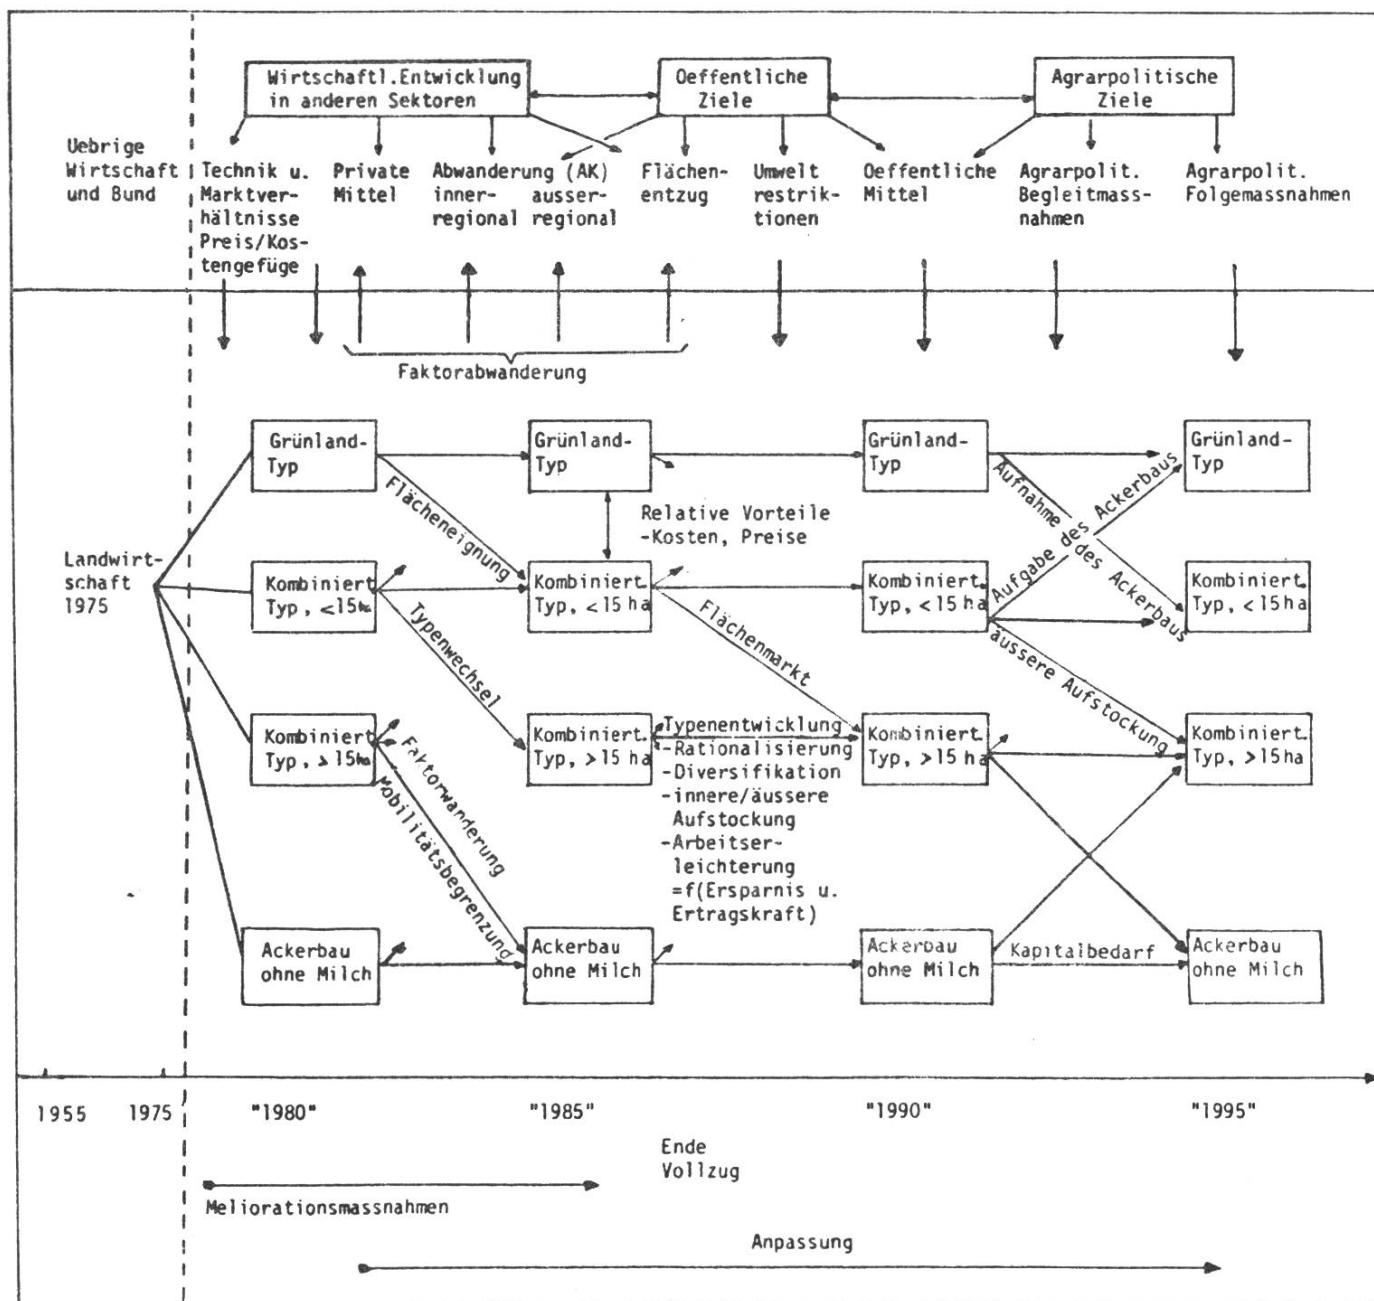 Wirtschaftl.Entwicklung
in anderen Sektoren
Oeffentliche
Ziele
Agrarpolitische
Ziele
Uebrige
Wirtschaft
und Bund
Technik u.
Marktver-
hältnisse
Preis/Kos-
tengefüge
Private
Mittel
Abwanderung (AK)
inner-
regional
ausser-
regional
Flächen-
entzug
Umwelt
restrik-
tionen
Oeffentliche
Mittel
Agrarpolit.
Begleitmass-
nahmen
Agrarpolit.
Folgemassnahmen
Faktorabwanderung
Grünland-
Typ
Grünland-
Typ
Grünland-
Typ
Grünland-
Typ
Flächeneignung
Relative Vorteile
-Kosten, Preise
Aufnahme des Ackerbaus
Aufgabe des Ackerbaus
Landwirt-
schaft
1975
Kombiniert
Typ, <15ha
Kombiniert.
Typ, <15 ha
Kombiniert.
Typ, <15 ha
Kombiniert.
Typ, <15 ha
Typenwechsel
Flächenmarkt
äussere Aufstockung
Kombiniert
Typ, >15ha
Kombiniert.
Typ, >15 ha
Kombiniert.
Typ, >15 ha
Kombiniert.
Typ, >15 ha
Faktorwanderung
Mobilitätsbegrenzung
Typenentwicklung
-Rationalisierung
-Diversifikation
-innere/äussere
Aufstockung
-Arbeitser-
leichterung
=f(Ersparnis u.
Ertragskraft)
Ackerbau
ohne Milch
Ackerbau
ohne Milch
Ackerbau
ohne Milch
Kapitalbedarf
Ackerbau
ohne Milch
1955
1975
"1980"
"1985"
"1990"
"1995"
Ende
Vollzug
Meliorationsmassnahmen
Anpassung